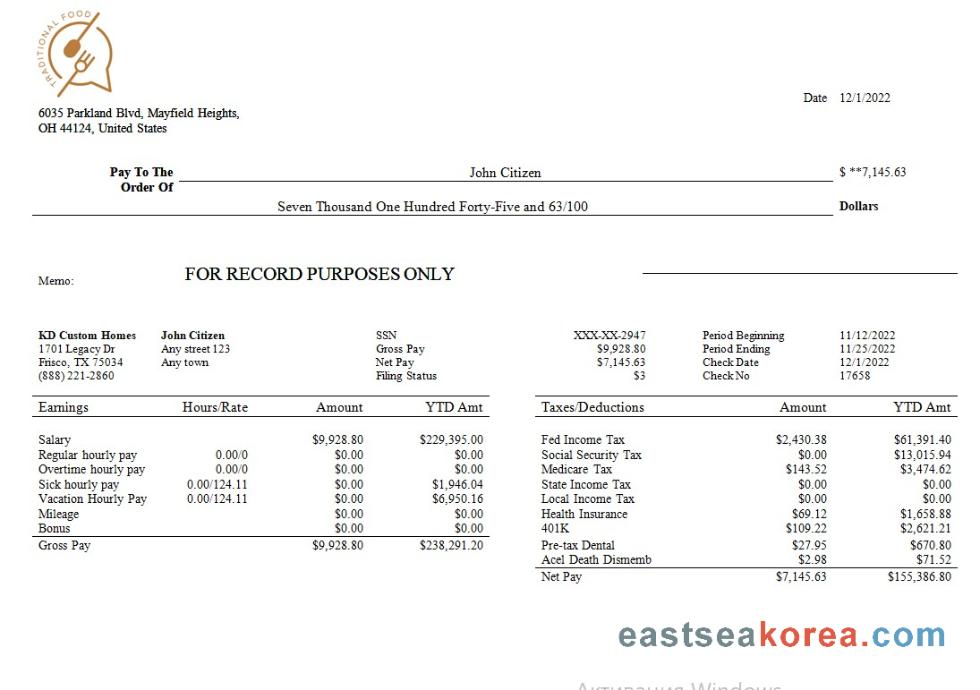 TRADITIONAL FOOD
Date 12/1/2022
6035 Parkland Blvd, Mayfield Heights,
OH 44124, United States
Pay To The Order Of John Citizen $ **7,145.63
Seven Thousand One Hundred Forty-Five and 63/100 Dollars
Memo: FOR RECORD PURPOSES ONLY
KD Custom Homes John Citizen SSN XXX-XX-2947 Period Beginning 11/12/2022
1701 Legacy Dr Any street 123 Gross Pay $9,928.80 Period Ending 11/25/2022
Frisco, TX 75034 Any town Net Pay $7,145.63 Check Date 12/1/2022
(888) 221-2860 Filing Status $3 Check No 17658
Earnings Hours/Rate Amount YTD Amt Taxes/Deductions Amount YTD Amt
Salary $9,928.80 $229,395.00 Fed Income Tax $2,430.38 $61,391.40
Regular hourly pay 0.00/0 $0.00 $0.00 Social Security Tax $0.00 $13,015.94
Overtime hourly pay 0.00/0 $0.00 $0.00 Medicare Tax $143.52 $3,474.62
Sick hourly pay 0.00/124.11 $0.00 $1,946.04 State Income Tax $0.00 $0.00
Vacation Hourly Pay 0.00/124.11 $0.00 $6,950.16 Local Income Tax $0.00 $0.00
Mileage $0.00 $0.00 Health Insurance $69.12 $1,658.88
Bonus $0.00 $0.00 401K $109.22 $2,621.21
Gross Pay $9,928.80 $238,291.20 Pre-tax Dental $27.95 $670.80
Acel Death Dismemb $2.98 $71.52
Net Pay $7,145.63 $155,386.80
eastseakorea.com
Активация Windows